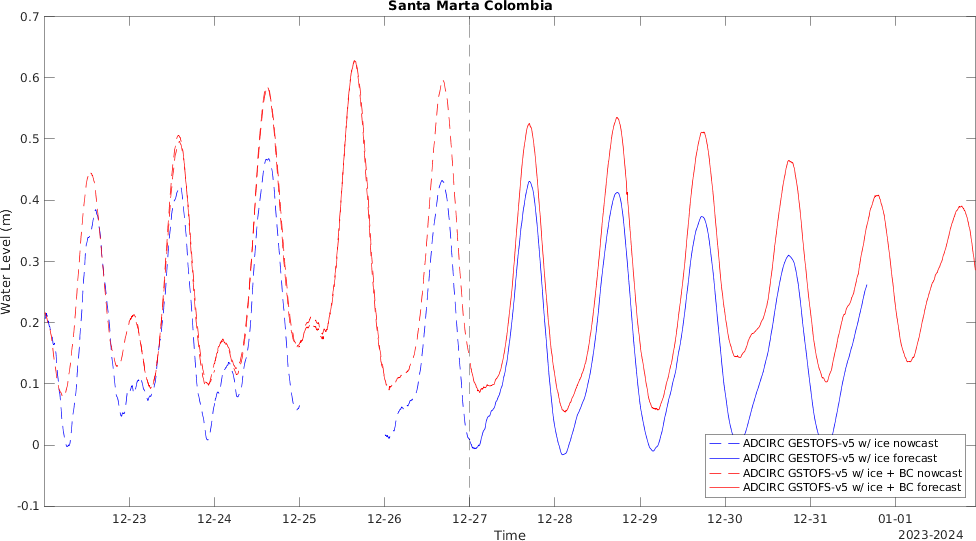 Santa Marta Colombia
0.7
0.6
0.5
0.4
0.3
0.2
0.1
0
-0.1
Water Level (m)
12-23 12-24 12-25 12-26 12-27 12-28 12-29 12-30 12-31 01-01
Time
2023-2024
ADCIRC GESTOFS-v5 w/ ice nowcast
ADCIRC GESTOFS-v5 w/ ice forecast
ADCIRC GSTOFS-v5 w/ ice + BC nowcast
ADCIRC GSTOFS-v5 w/ ice + BC forecast